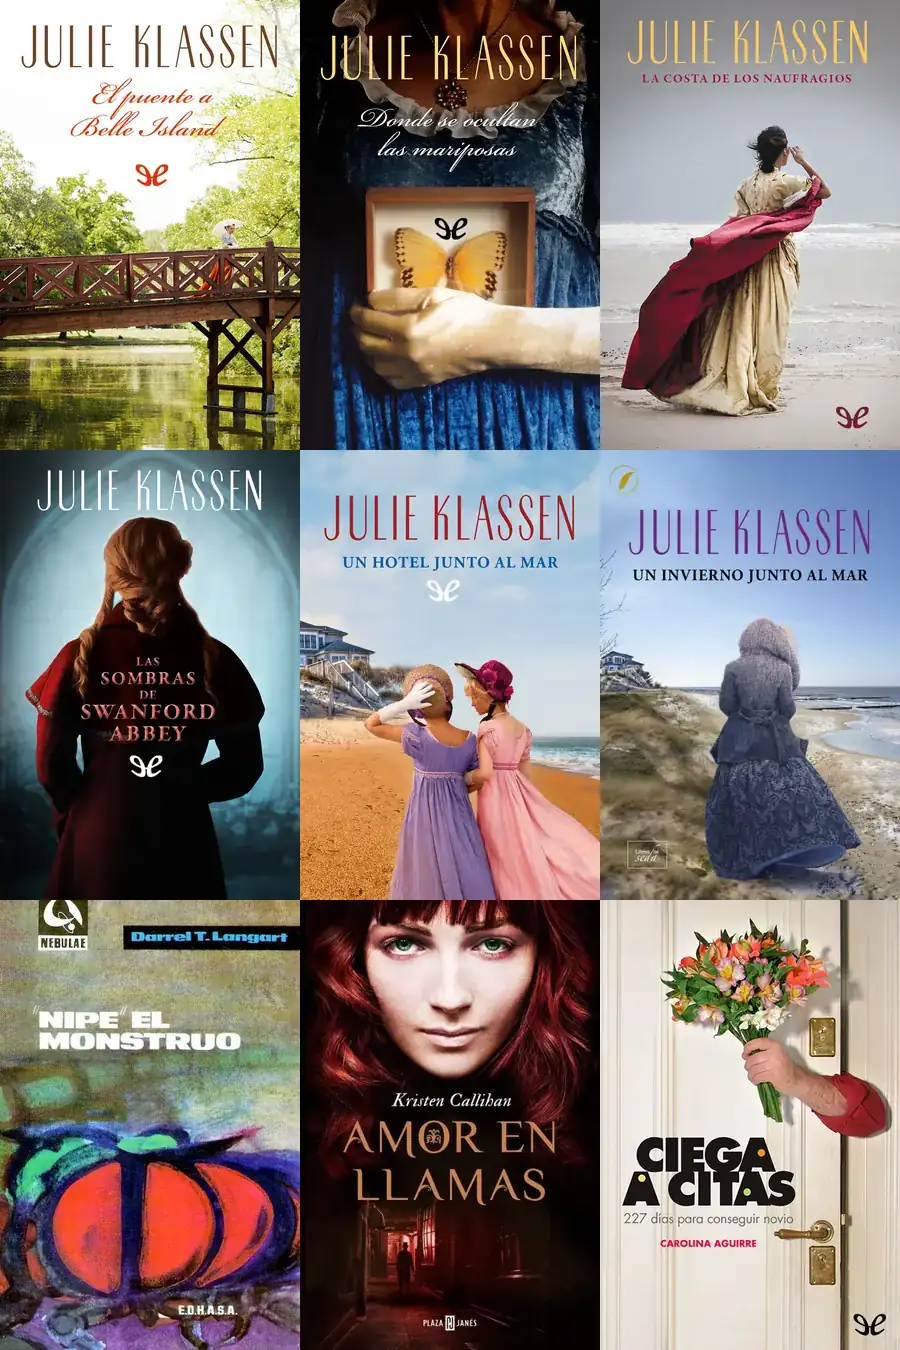 JULIE KLASSEN
El puente a
Belle Island
JULIE KLASSEN
Donde se ocultan
las mariposas
JULIE KLASSEN
LA COSTA DE LOS NAUFRAGIOS
JULIE KLASSEN
LAS
SOMBRAS
DE
SWANFORD
ABBEY
JULIE KLASSEN
UN HOTEL JUNTO AL MAR
JULIE KLASSEN
UN INVIERNO JUNTO AL MAR
Libros de
seda
NEBULAE
Darrel T. Langart
"NIPE" EL
MONSTRUO
E.D.H.A.S.A.
Kristen Callihan
AMOR EN
LLAMAS
PLAZA JANÉS
CIEGA
A CITAS
227 días para conseguir novio
CAROLINA AGUIRRE